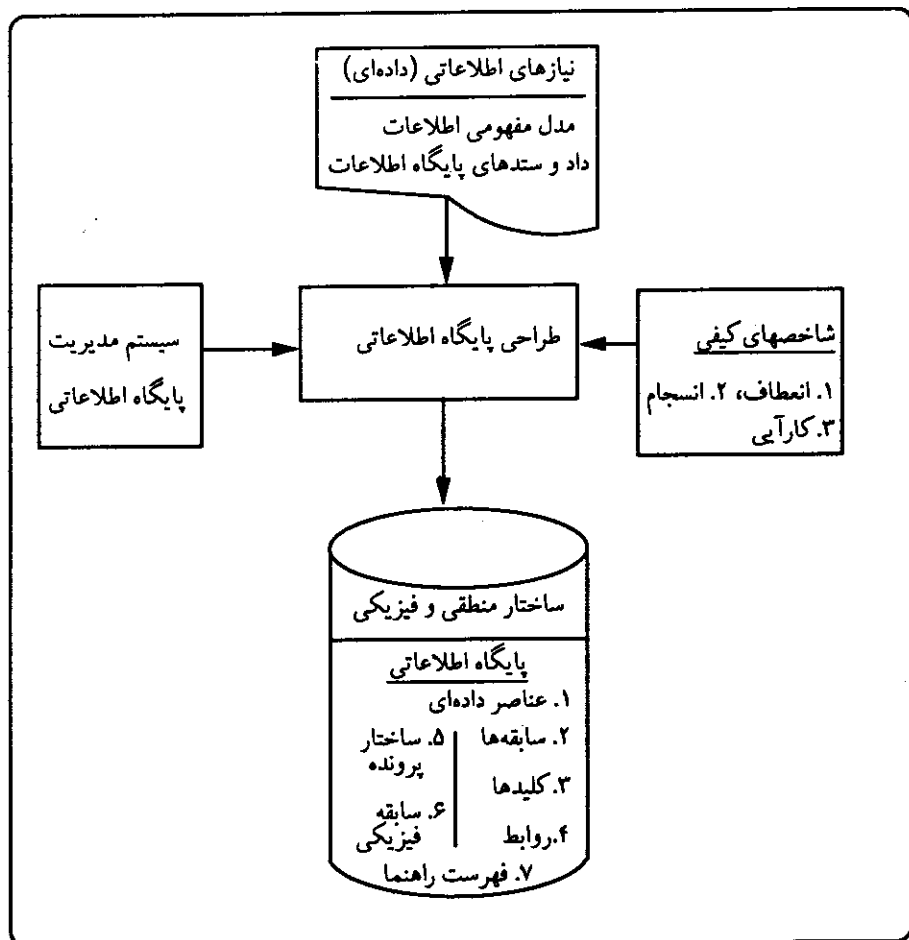 نیازهای اطلاعاتی (داده‌ای)
مدل مفهومی اطلاعات
داد و ستدهای پایگاه اطلاعات
شاخصهای کیفی
۱. انعطاف، ۲. انسجام
۳. کارآیی
طراحی پایگاه اطلاعاتی
سیستم مدیریت
پایگاه اطلاعاتی
ساختار منطقی و فیزیکی
پایگاه اطلاعاتی
۱. عناصر داده‌ای
۲. سابقه‌ها
۳. کلیدها
۴. روابط
۵. ساختار
پرونده
۶. سابقه
فیزیکی
۷. فهرست راهنما